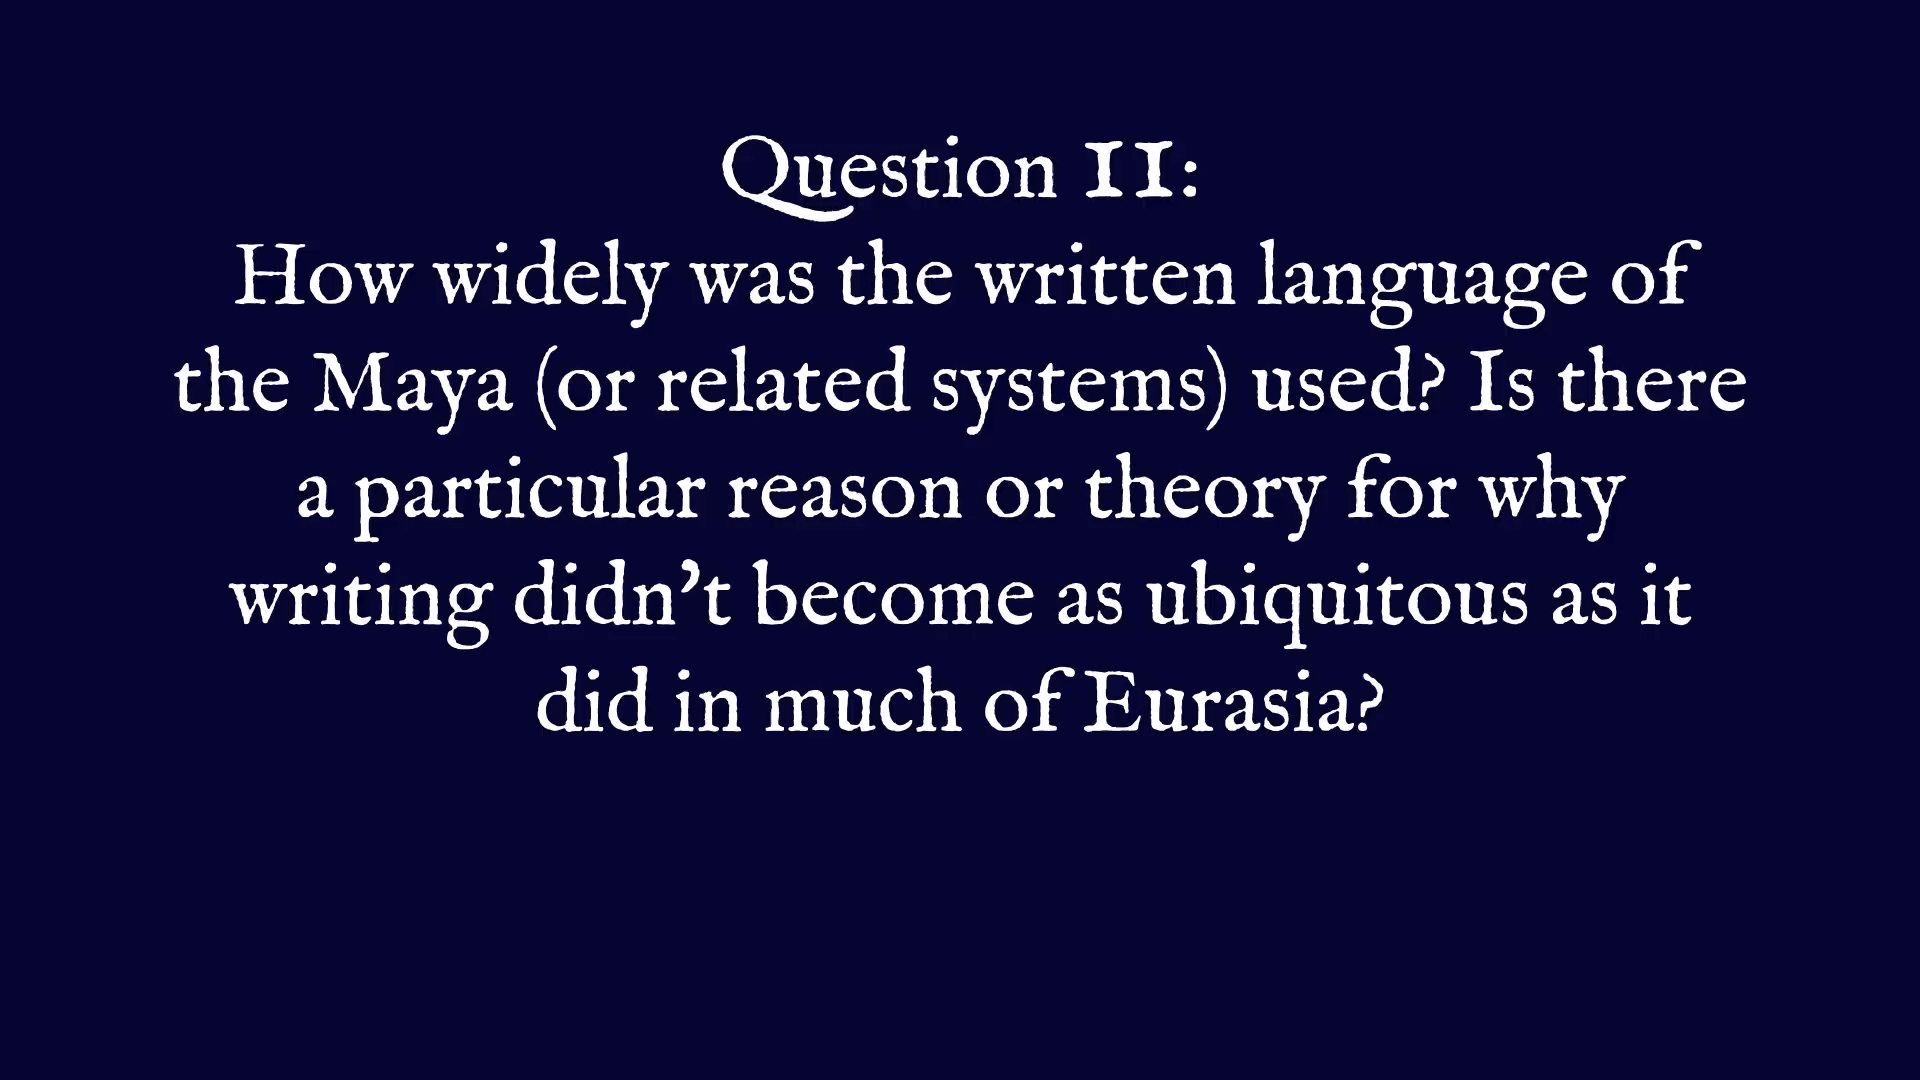 Question 11:
How widely was the written language of
the Maya (or related systems) used? Is there
a particular reason or theory for why
writing didn’t become as ubiquitous as it
did in much of Eurasia?